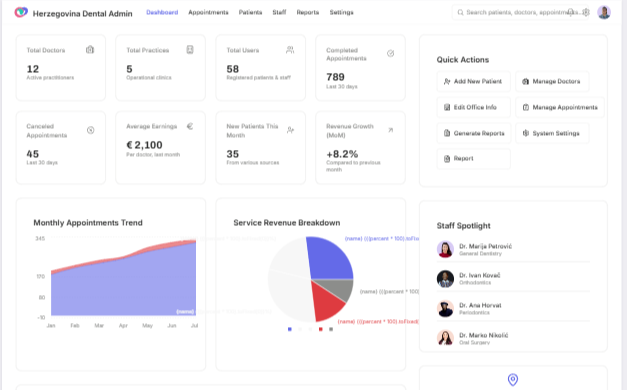 Herzegovina Dental Admin
Dashboard
Appointments
Patients
Staff
Reports
Settings
Search patients, doctors, appointments...
Total Doctors
12
Active practitioners
Total Practices
5
Operational clinics
Total Users
58
Registered patients & staff
Completed
Appointments
789
Last 30 days
Canceled
Appointments
45
Last 30 days
Average Earnings
€ 2,100
Per doctor, last month
New Patients This
Month
35
From various sources
Revenue Growth
(MoM)
+8.2%
Compared to previous
month
Quick Actions
Add New Patient
Manage Doctors
Edit Office Info
Manage Appointments
Generate Reports
System Settings
Report
Monthly Appointments Trend
345
170
80
-10
Jan
Feb
Mar
Apr
May
Jun
Jul
(name)
Service Revenue Breakdown
(name) (((percent * 100).toFixe
(name) (((percent * 100)
(name) (((percent * 100).toFixed(
Staff Spotlight
Dr. Marija Petrović
General Dentistry
Dr. Ivan Kovač
Orthodontics
Dr. Ana Horvat
Periodontics
Dr. Marko Nikolić
Oral Surgery